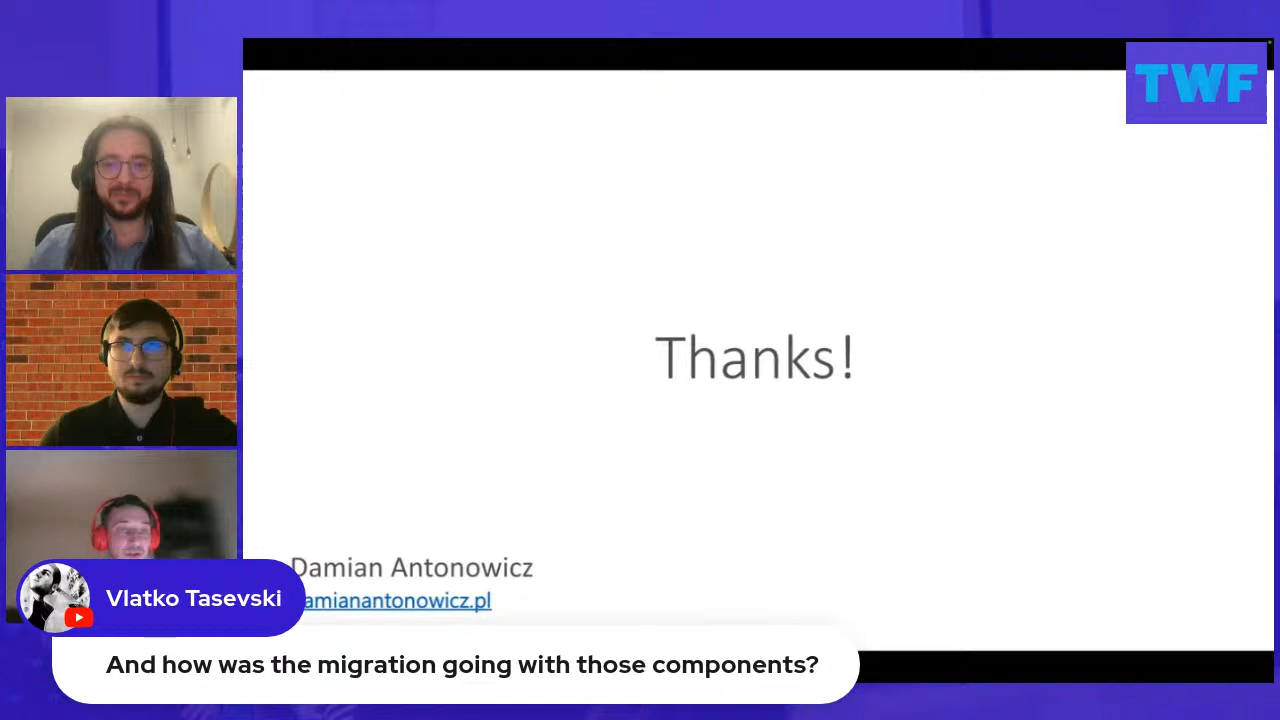 TWF
Thanks!
Damian Antonowicz
amianantonowicz.pl
Vlatko Tasevski
And how was the migration going with those components?